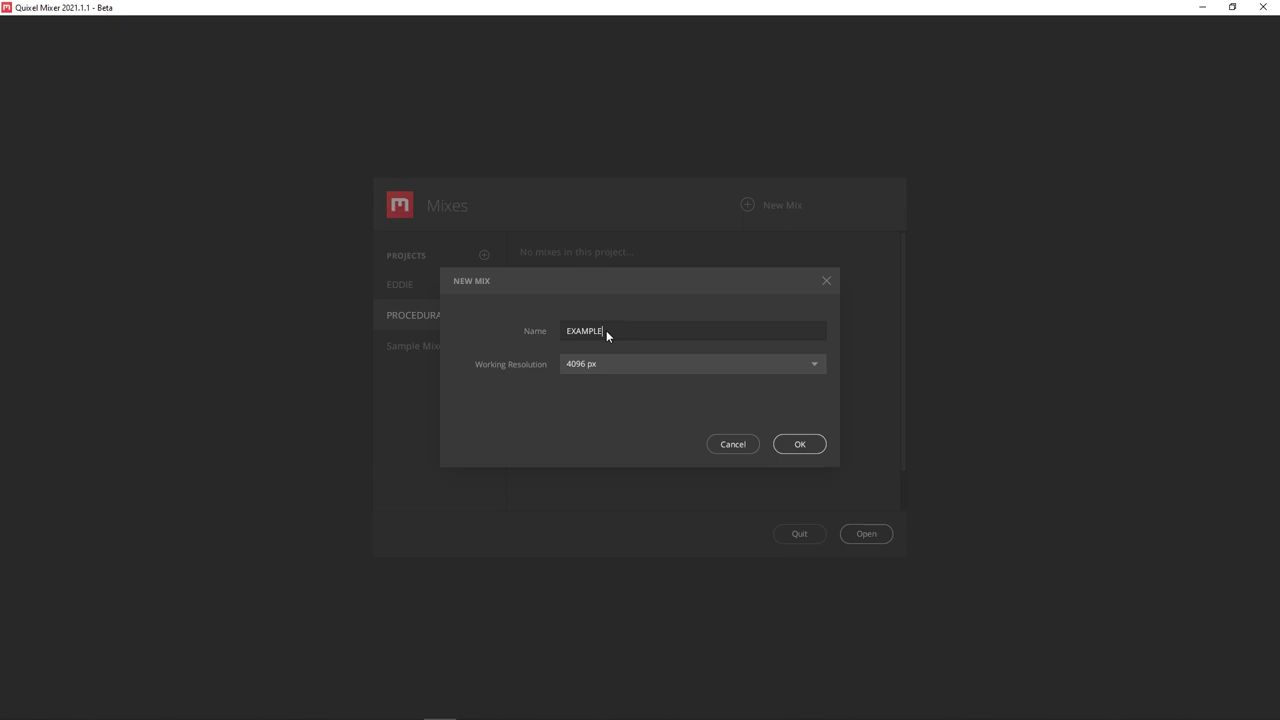 Quixel Mixer 2021.1.1 - Beta
Mixes
New Mix
PROJECTS
No mixes in this project...
EDDIE
NEW MIX
PROCEDURA
Name
EXAMPLE
Sample Mix
Working Resolution
4096 px
Cancel
OK
Quit
Open